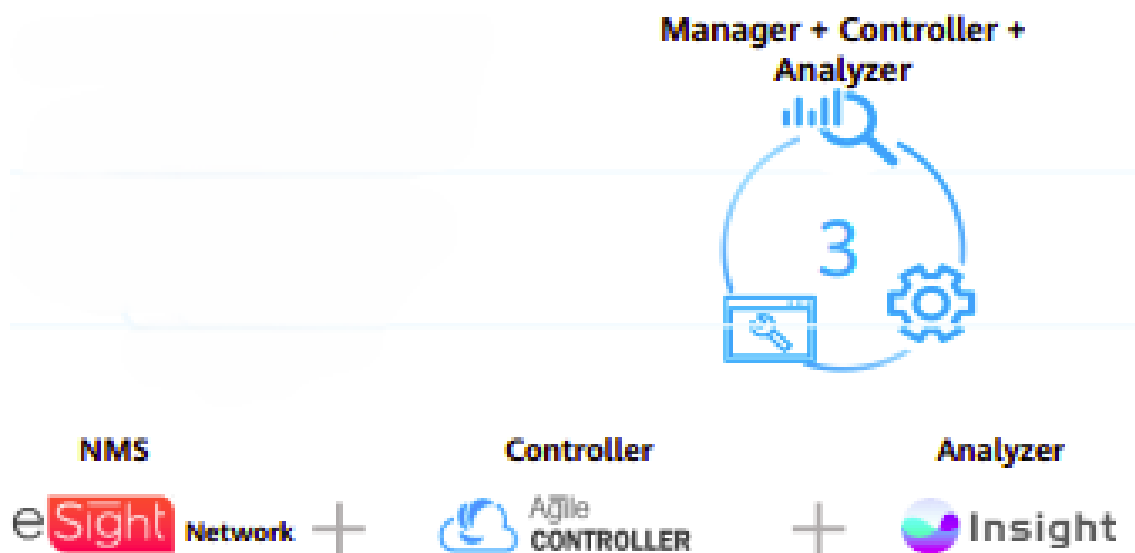 Manager + Controller +
Analyzer
3
NMS
Controller
Analyzer
eSight Network +
Agile
CONTROLLER
+
Insight